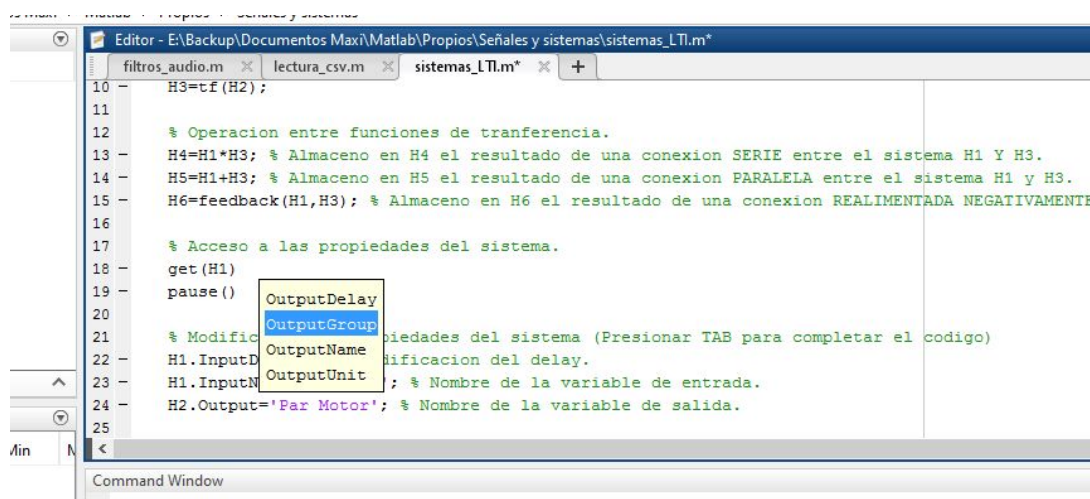 Editor - E:\Backup\Documentos Maxi\Matlab\Propios\Señales y sistemas\sistemas_LTI.m*
filtros_audio.m × lectura_csv.m × sistemas_LTI.m* × +
10 – H3=tf(H2);
11
12 % Operacion entre funciones de tranferencia.
13 – H4=H1*H3; % Almaceno en H4 el resultado de una conexion SERIE entre el sistema H1 Y H3.
14 – H5=H1+H3; % Almaceno en H5 el resultado de una conexion PARALELA entre el sistema H1 y H3.
15 – H6=feedback(H1,H3); % Almaceno en H6 el resultado de una conexion REALIMENTADA NEGATIVAMENTE
16
17 % Acceso a las propiedades del sistema.
18 – get(H1)
19 – pause()
20
21 % Modific piedades del sistema (Presionar TAB para completar el codigo)
22 – H1.InputD dificacion del delay.
23 – H1.InputN '; % Nombre de la variable de entrada.
24 – H2.Output='Par Motor'; % Nombre de la variable de salida.
25
OutputDelay
OutputGroup
OutputName
OutputUnit
Min
Command Window